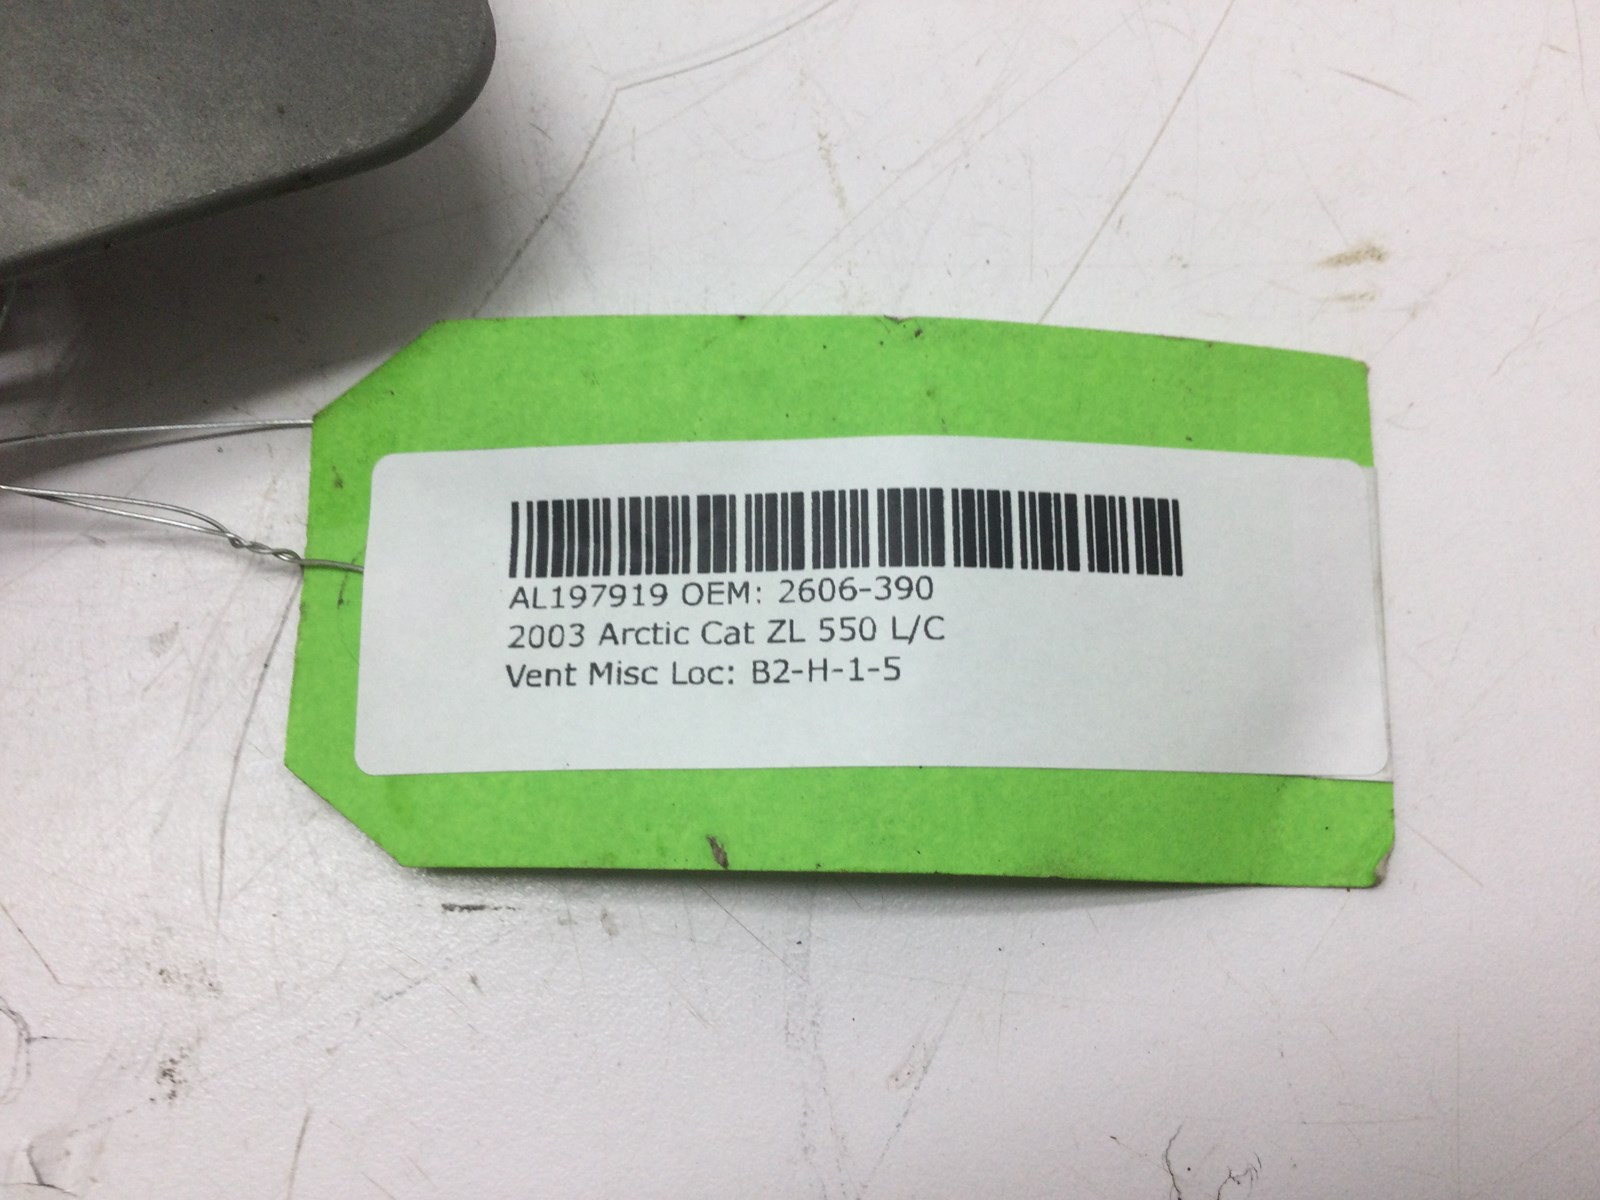 AL197919 OEM: 2606-390
2003 Arctic Cat ZL 550 L/C
Vent Misc Loc: B2-H-1-5